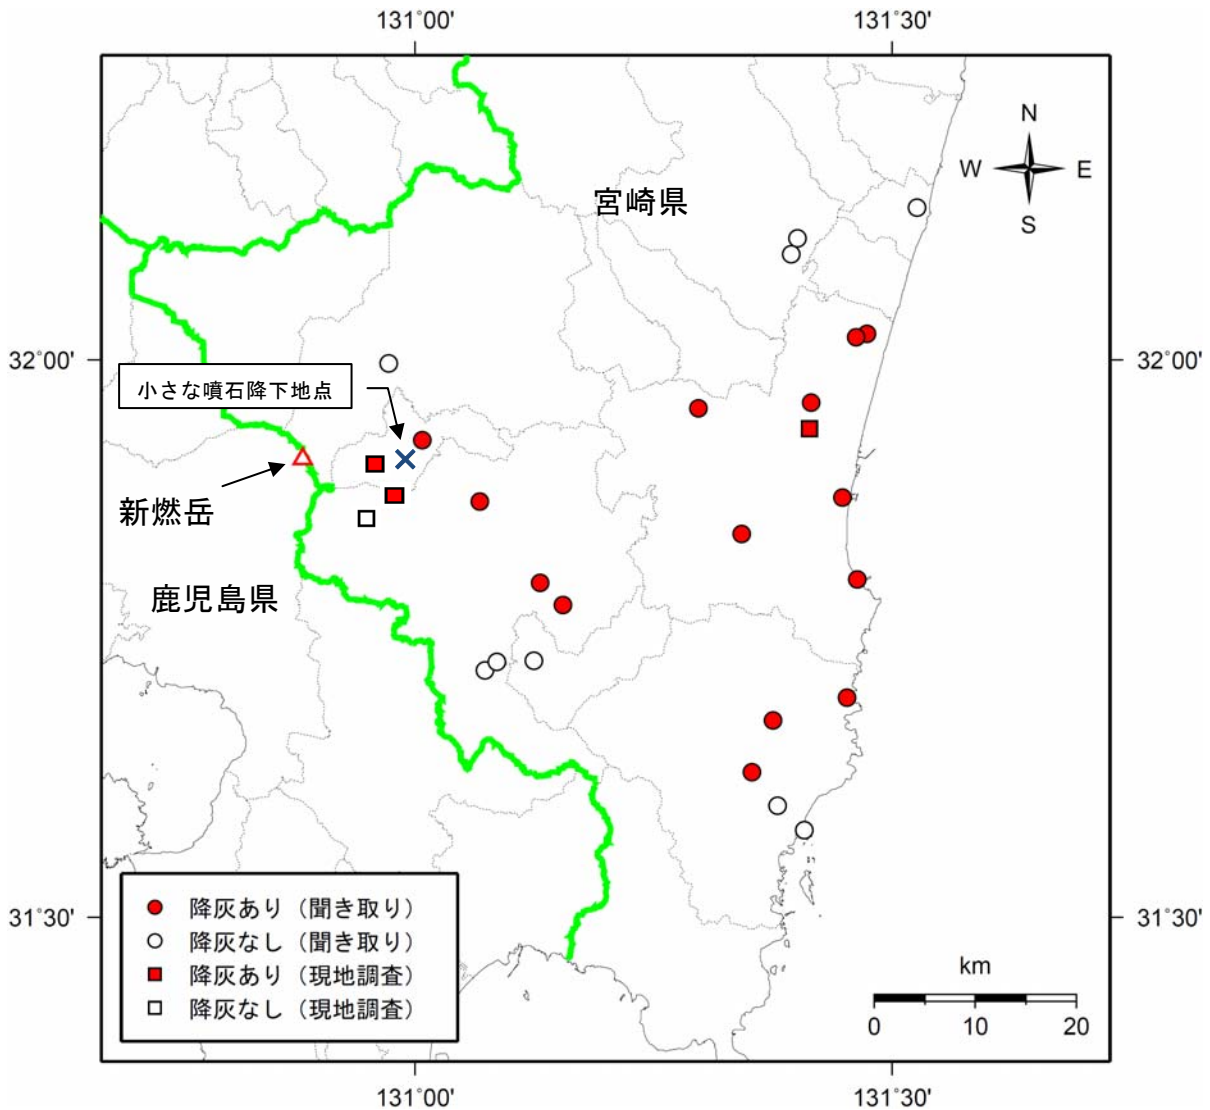 131°00'
131°30'
N
W
E
S
宮崎県
32°00'
32°00'
小さな噴石降下地点
新燃岳
鹿児島県
降灰あり（聞き取り）
降灰なし（聞き取り）
降灰あり（現地調査）
降灰なし（現地調査）
31°30'
31°30'
km
0
10
20
131°00'
131°30'